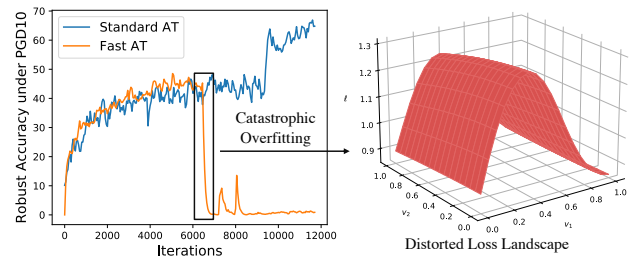 Robust Accuracy under PGD10
70
60
50
40
30
20
10
0
Standard AT
Fast AT
0 2000 4000 6000 8000 10000 12000
Iterations
Catastrophic
Overfitting
1.3
1.2
1.1
1.0
0.9
ℓ
1.0
0.8
0.6
0.4
0.2
0.0
v₂
0.0
0.2
0.4
0.6
0.8
1.0
v₁
Distorted Loss Landscape